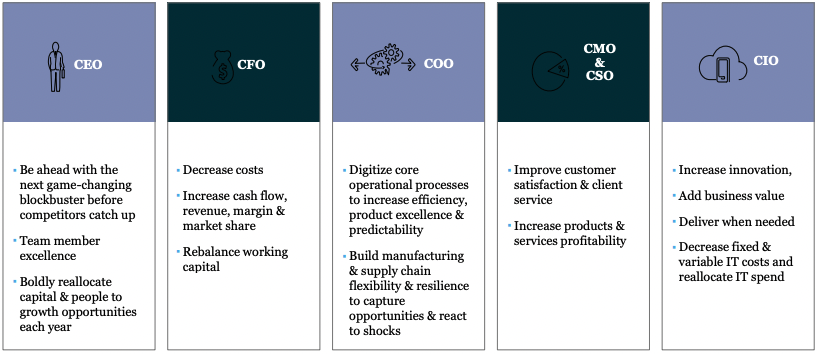 CEO
Be ahead with the
next game-changing
blockbuster before
competitors catch up
Team member
excellence
Boldly reallocate
capital & people to
growth opportunities
each year
$
CFO
Decrease costs
Increase cash flow,
revenue, margin &
market share
Rebalance working
capital
COO
Digitize core
operational processes
to increase efficiency,
product excellence &
predictability
Build manufacturing
& supply chain
flexibility & resilience
to capture
opportunities & react
to shocks
%
CMO
&
CSO
Improve customer
satisfaction & client
service
Increase products &
services profitability
CIO
Increase innovation,
Add business value
Deliver when needed
Decrease fixed &
variable IT costs and
reallocate IT spend